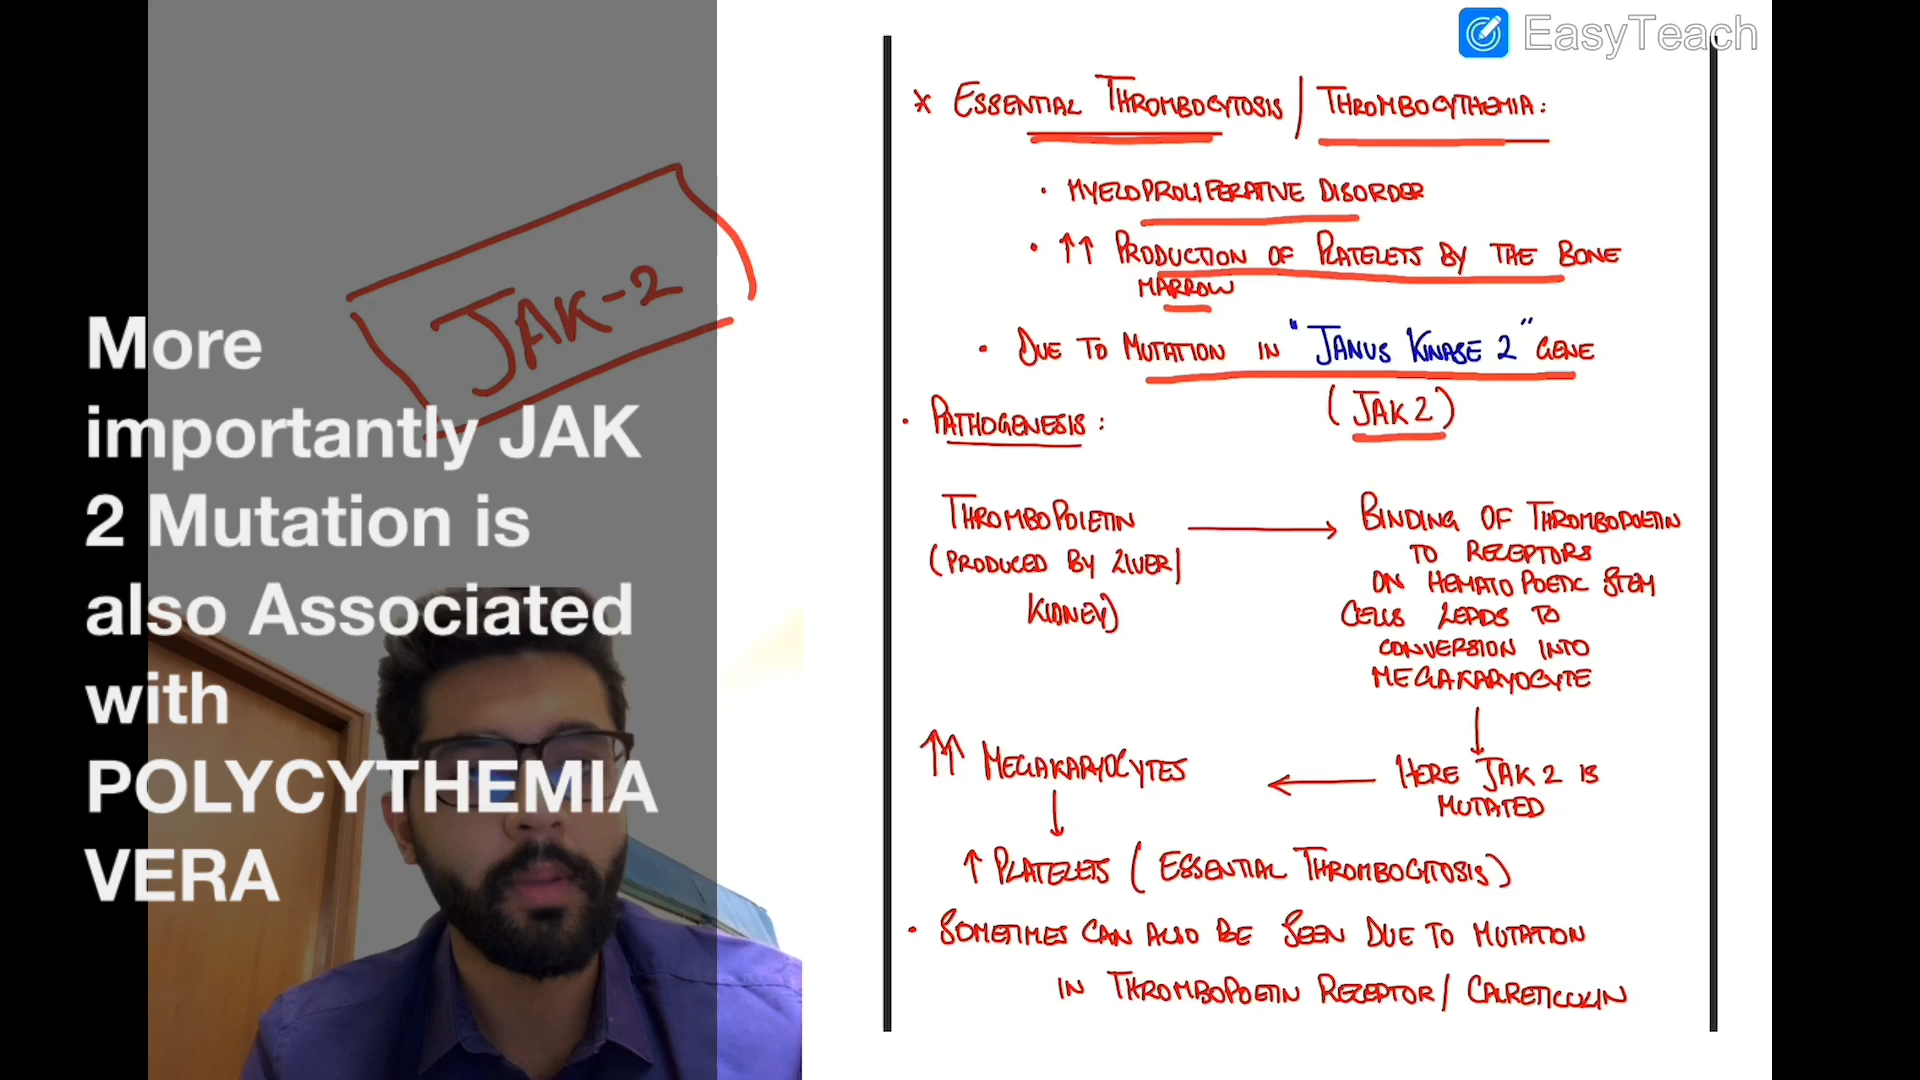 EasyTeach
* ESSENTIAL THROMBOCYTOSIS / THROMBOCYTHEMIA:
• MYELOPROLIFERATIVE DISORDER
• ↑↑ PRODUCTION OF PLATELETS BY THE BONE
MARROW
• DUE TO MUTATION IN "JANUS KINASE 2" GENE
(JAK 2)
• PATHOGENESIS:
THROMBOPOIETIN
(PRODUCED BY LIVER/
KIDNEY)
BINDING OF THROMBOPOETIN
TO RECEPTORS
ON HEMATOPOETIC STEM
CELLS LEADS TO
CONVERSION INTO
MEGAKARYOCYTE
HERE JAK 2 IS
MUTATED
↑↑ MEGAKARYOCYTES
↑ PLATELETS (ESSENTIAL THROMBOCYTOSIS)
• SOMETIMES CAN ALSO BE SEEN DUE TO MUTATION
IN THROMBOPOETIN RECEPTOR/ CALRETICULIN
JAK-2
More
importantly JAK
2 Mutation is
also Associated
with
POLYCYTHEMIA
VERA